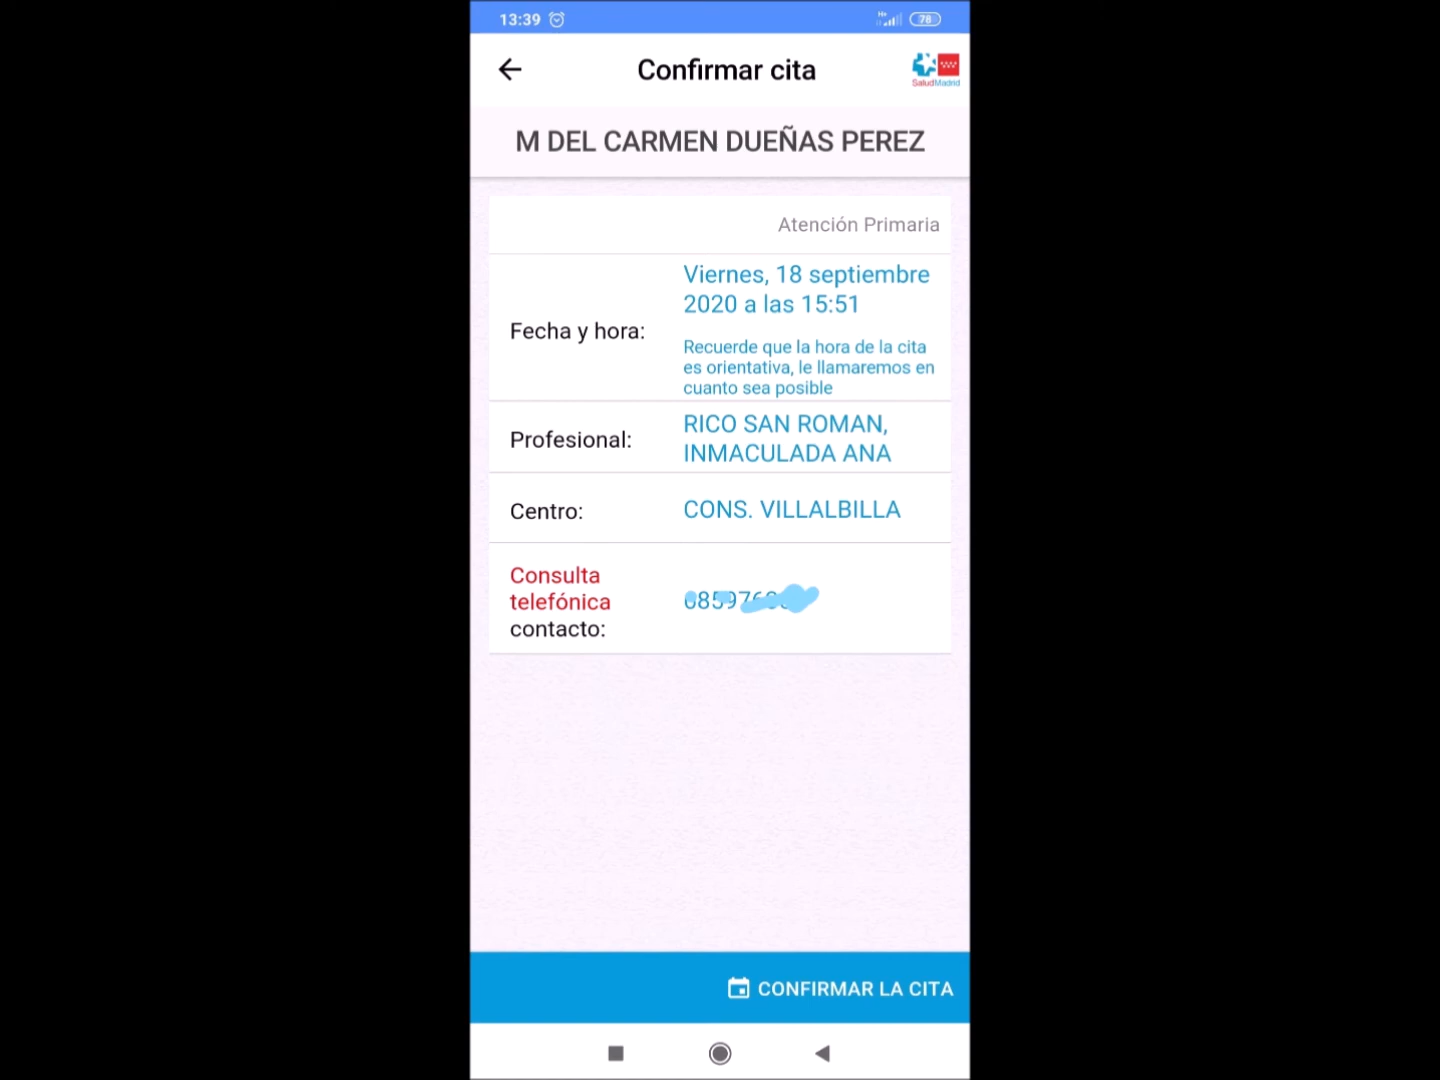 13:39
78
Confirmar cita
SaludMadrid
M DEL CARMEN DUEÑAS PEREZ
Atención Primaria
Fecha y hora:
Viernes, 18 septiembre
2020 a las 15:51
Recuerde que la hora de la cita
es orientativa, le llamaremos en
cuanto sea posible
Profesional:
RICO SAN ROMAN,
INMACULADA ANA
Centro:
CONS. VILLALBILLA
Consulta
telefónica
contacto:
CONFIRMAR LA CITA